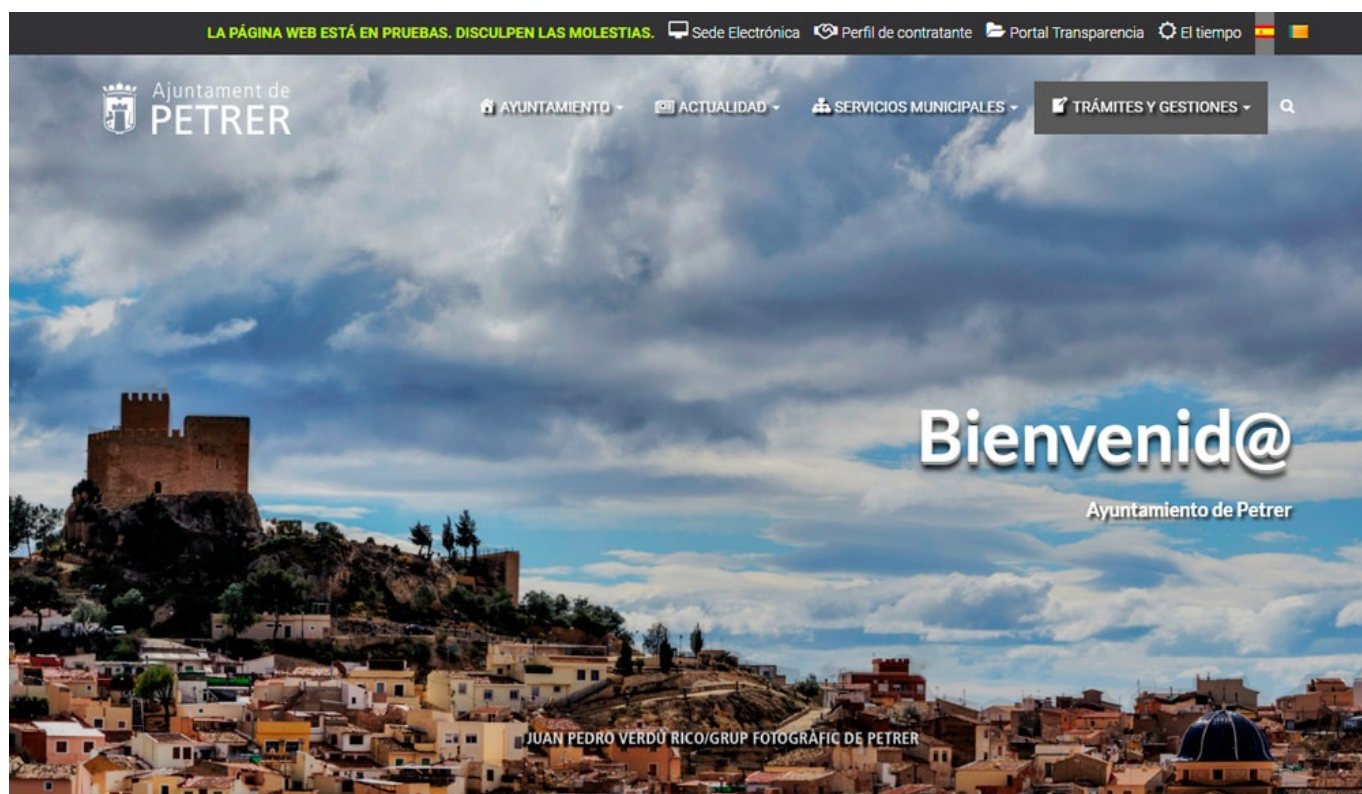 LA PÁGINA WEB ESTÁ EN PRUEBAS. DISCULPEN LAS MOLESTIAS. Sede Electrónica Perfil de contratante Portal Transparencia El tiempo
Ajuntament de
PETRER
AYUNTAMIENTO ACTUALIDAD SERVICIOS MUNICIPALES TRÁMITES Y GESTIONES
Bienvenid@
Ayuntamiento de Petrer
JUAN PEDRO VERDÚ RICO/GRUP FOTOGRÀFIC DE PETRER